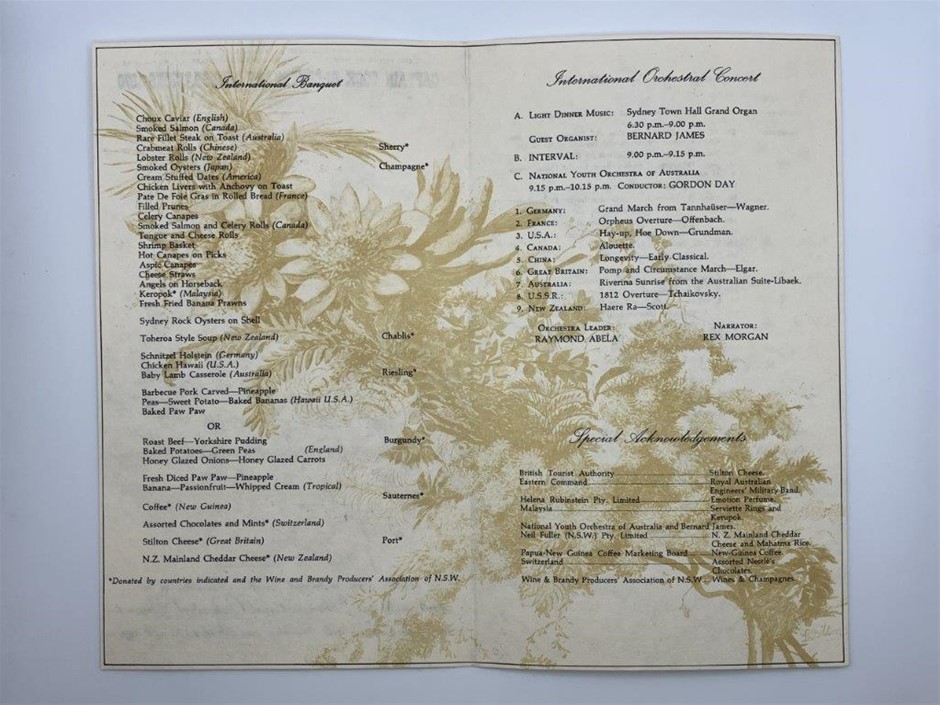 International Banquet
Choux Caviar (English)
Smoked Salmon (Canada)
Rare Fillet Steak on Toast (Australia)
Crabmeat Rolls (Chinese) Sherry*
Lobster Rolls (New Zealand)
Smoked Oysters (Japan) Champagne*
Cream Stuffed Dates (America)
Chicken Livers with Anchovy on Toast
Pate De Foie Gras in Rolled Bread (France)
Filled Prunes
Celery Canapes
Smoked Salmon and Celery Rolls (Canada)
Tongue and Cheese Rolls
Shrimp Basket
Hot Canapes on Picks
Aspic Canapes
Cheese Straws
Angels on Horseback
Keropok* (Malaysia)
Fresh Fried Banana Prawns
Sydney Rock Oysters on Shell
Toheroa Style Soup (New Zealand) Chablis*
Schnitzel Holstein (Germany)
Chicken Hawaii (U.S.A.)
Baby Lamb Casserole (Australia) Riesling*
Barbecue Pork Carved—Pineapple
Peas—Sweet Potato—Baked Bananas (Hawaii U.S.A.)
Baked Paw Paw
OR
Roast Beef—Yorkshire Pudding Burgundy*
Baked Potatoes—Green Peas (England)
Honey Glazed Onions—Honey Glazed Carrots
Fresh Diced Paw Paw—Pineapple
Banana—Passionfruit—Whipped Cream (Tropical)
Sauternes*
Coffee* (New Guinea)
Assorted Chocolates and Mints* (Switzerland)
Stilton Cheese* (Great Britain) Port*
N.Z. Mainland Cheddar Cheese* (New Zealand)
*Donated by countries indicated and the Wine and Brandy Producers' Association of N.S.W.
International Orchestral Concert
A. Light Dinner Music: Sydney Town Hall Grand Organ
6.30 p.m.–9.00 p.m.
Guest Organist: BERNARD JAMES
B. INTERVAL: 9.00 p.m.–9.15 p.m.
C. National Youth Orchestra of Australia
9.15 p.m.–10.15 p.m. Conductor: GORDON DAY
1. Germany: Grand March from Tannhaüser—Wagner.
2. France: Orpheus Overture—Offenbach.
3. U.S.A.: Hay-up, Hoe Down—Grundman.
4. Canada: Alouette.
5. China: Longevity—Early Classical.
6. Great Britain: Pomp and Circumstance March—Elgar.
7. Australia: Riverina Sunrise from the Australian Suite-Libaek.
8. U.S.S.R.: 1812 Overture—Tchaikovsky.
9. New Zealand: Haere Ra—Scott.
Orchestra Leader: Narrator:
RAYMOND ABELA REX MORGAN
Special Acknowledgements
British Tourist Authority Stilton Cheese.
Eastern Command Royal Australian
Engineers' Military Band.
Helena Rubinstein Pty. Limited Emotion Perfume.
Malaysia Serviette Rings and
Kerupok.
National Youth Orchestra of Australia and Bernard James.
Neil Fuller (N.S.W.) Pty. Limited N. Z. Mainland Cheddar
Cheese and Mahatma Rice.
Papua-New Guinea Coffee Marketing Board New-Guinea Coffee.
Switzerland Assorted Nestle's
Chocolates.
Wine & Brandy Producers' Association of N.S.W. Wines & Champagnes.